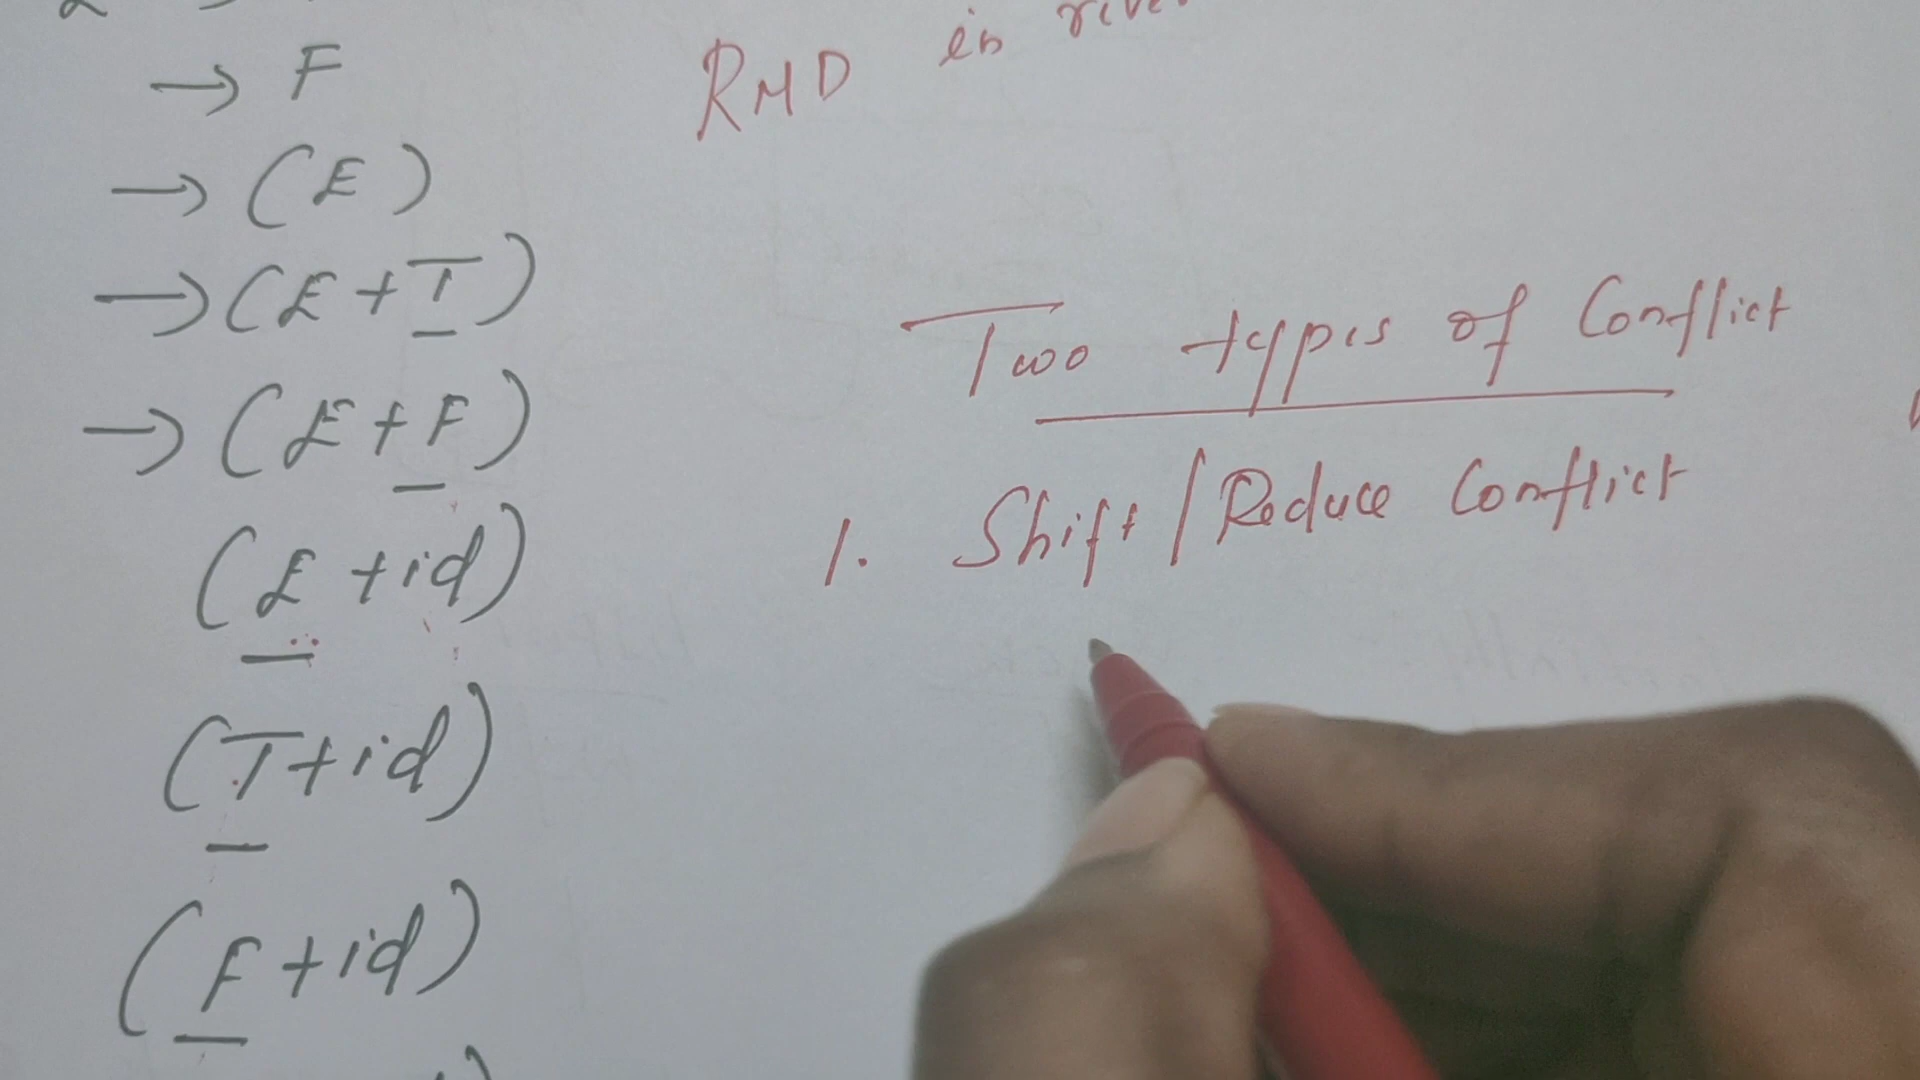 → F
→ (E)
→ (E+T)
→ (E+F)
(E+id)
(T+id)
(F+id)
RMD in
Two types of Conflict
1. Shift/Reduce Conflict